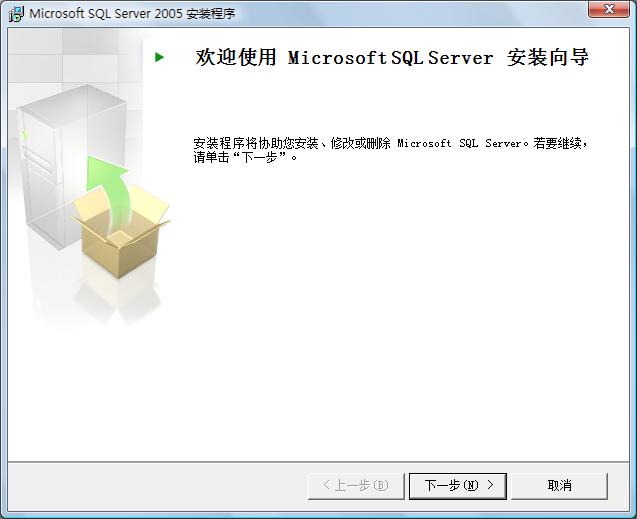 Microsoft SQL Server 2005 安装程序
欢迎使用 Microsoft SQL Server 安装向导
安装程序将协助您安装、修改或删除 Microsoft SQL Server。若要继续，
请单击“下一步”。
< 上一步(B)
下一步(N) >
取消